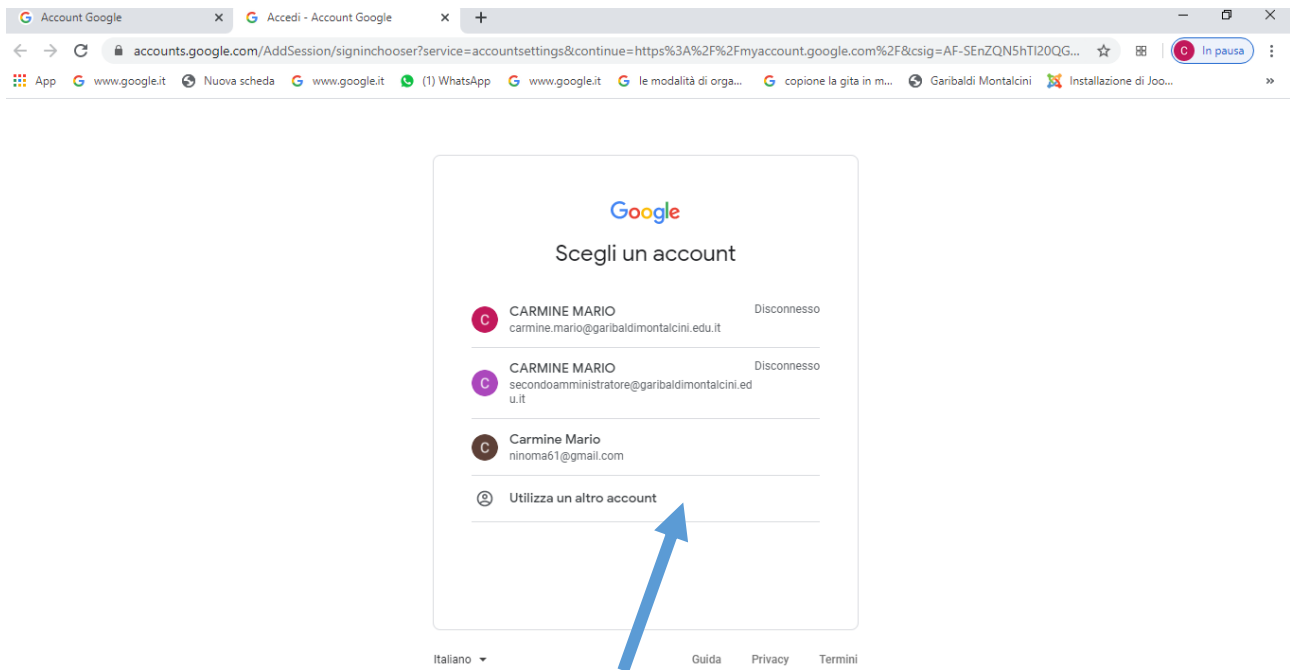 Account Google
Accedi - Account Google
accounts.google.com/AddSession/signinchooser?service=accountsettings&continue=https%3A%2F%2Fmyaccount.google.com%2F&csig=AF-SEnZQN5hTl20QG...
C In pausa
App www.google.it Nuova scheda www.google.it (1) WhatsApp www.google.it le modalità di orga... copione la gita in m... Garibaldi Montalcini Installazione di Joo... »
Google
Scegli un account
C
CARMINE MARIO Disconnesso
carmine.mario@garibaldimontalcini.edu.it
C
CARMINE MARIO Disconnesso
secondoamministratore@garibaldimontalcini.ed
u.it
C
Carmine Mario
ninoma61@gmail.com
Utilizza un altro account
Italiano Guida Privacy Termini